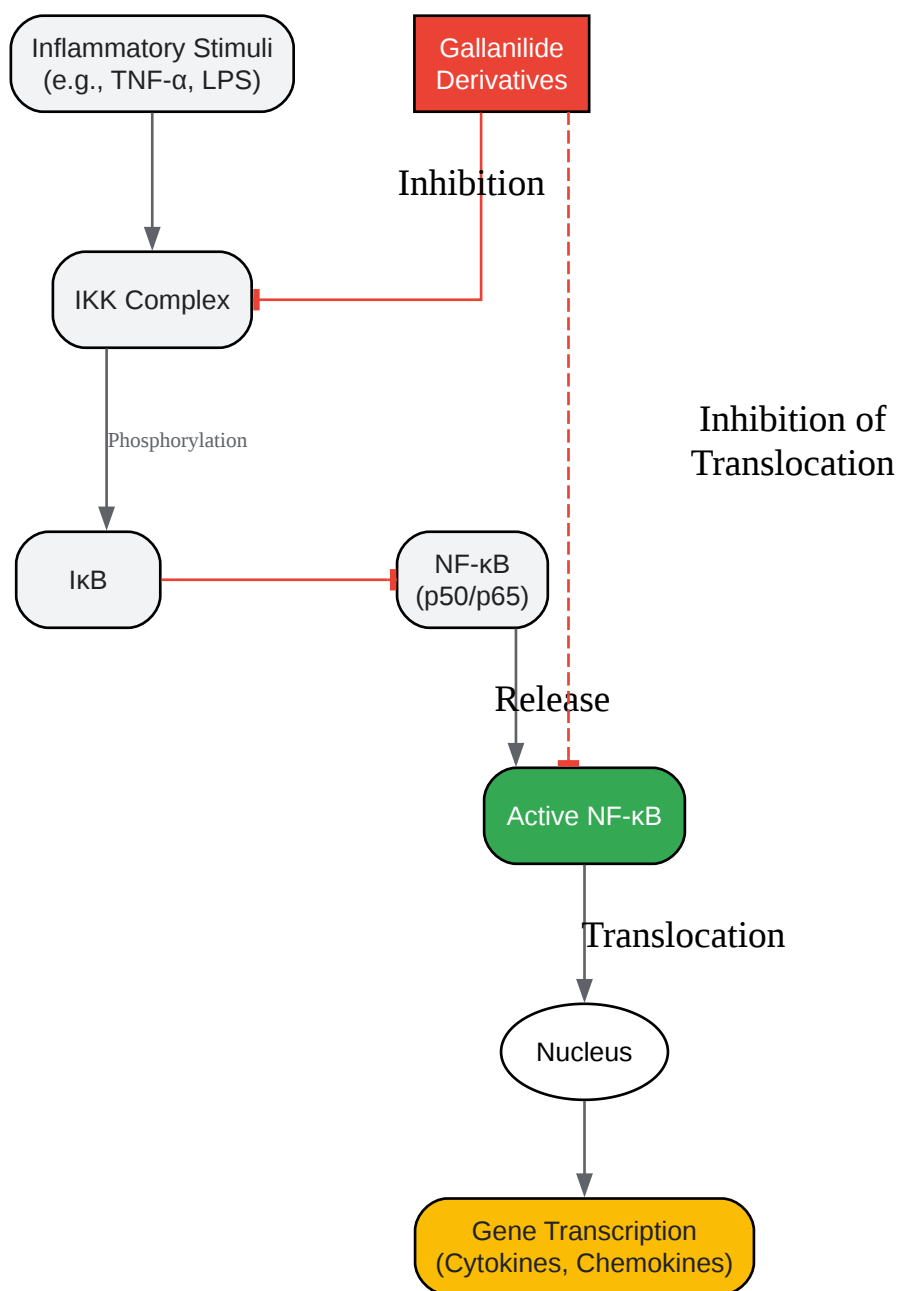 Inflammatory Stimuli
(e.g., TNF-α, LPS)
Gallanilide
Derivatives
Inhibition
IKK Complex
Phosphorylation
Inhibition of
Translocation
IκB
NF-κB
(p50/p65)
Release
Active NF-κB
Translocation
Nucleus
Gene Transcription
(Cytokines, Chemokines)